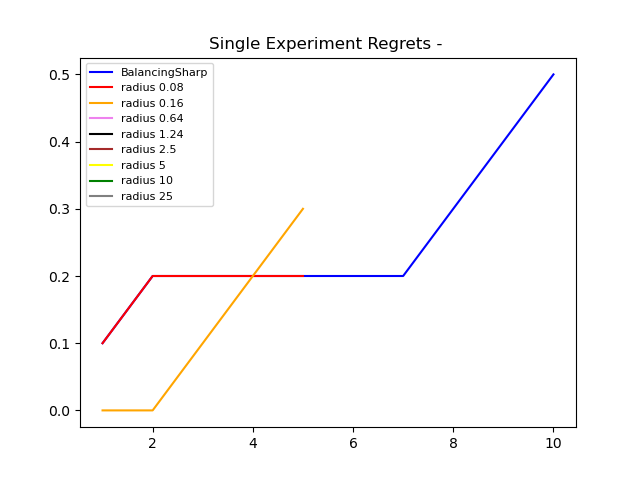 Single Experiment Regrets -
BalancingSharp
radius 0.08
radius 0.16
radius 0.64
radius 1.24
radius 2.5
radius 5
radius 10
radius 25
0.5
0.4
0.3
0.2
0.1
0.0
2 4 6 8 10